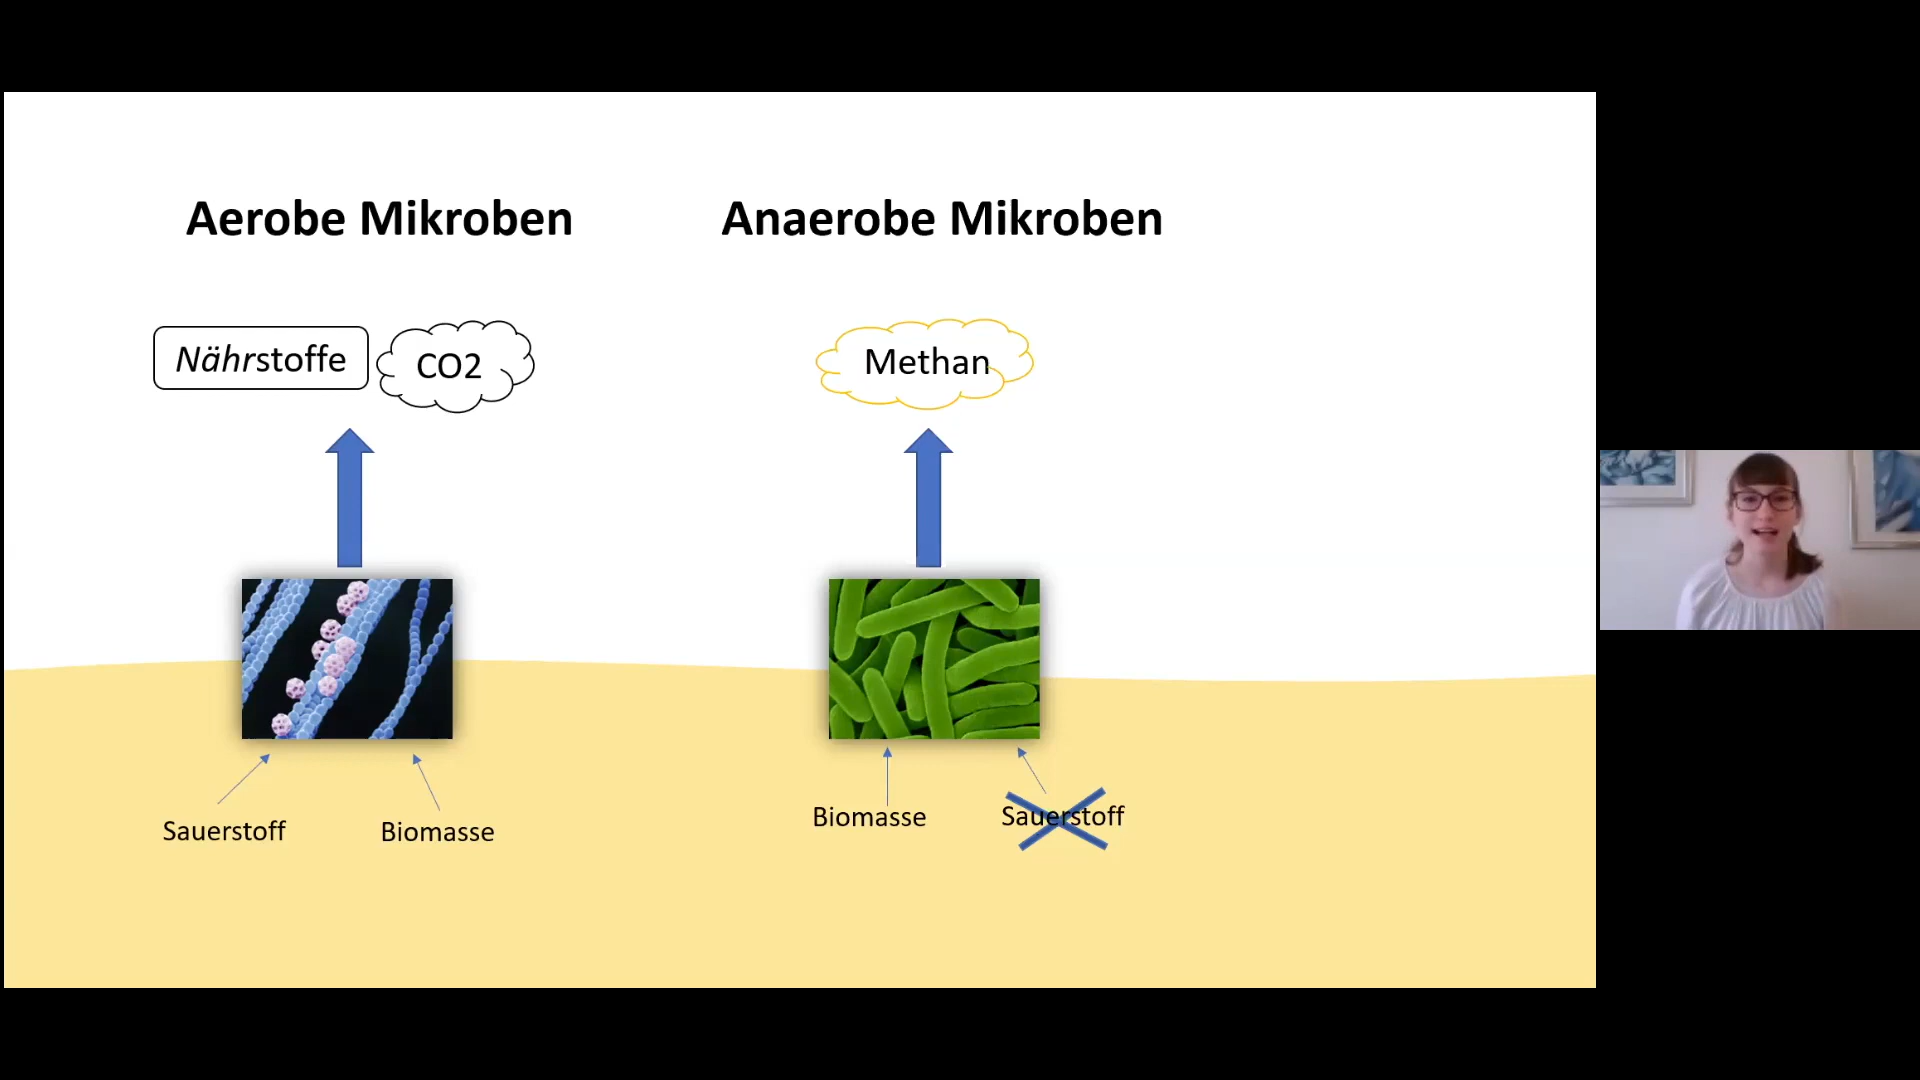 Aerobe Mikroben
Anaerobe Mikroben
Nährstoffe
CO2
Methan
Sauerstoff
Biomasse
Biomasse
Sauerstoff